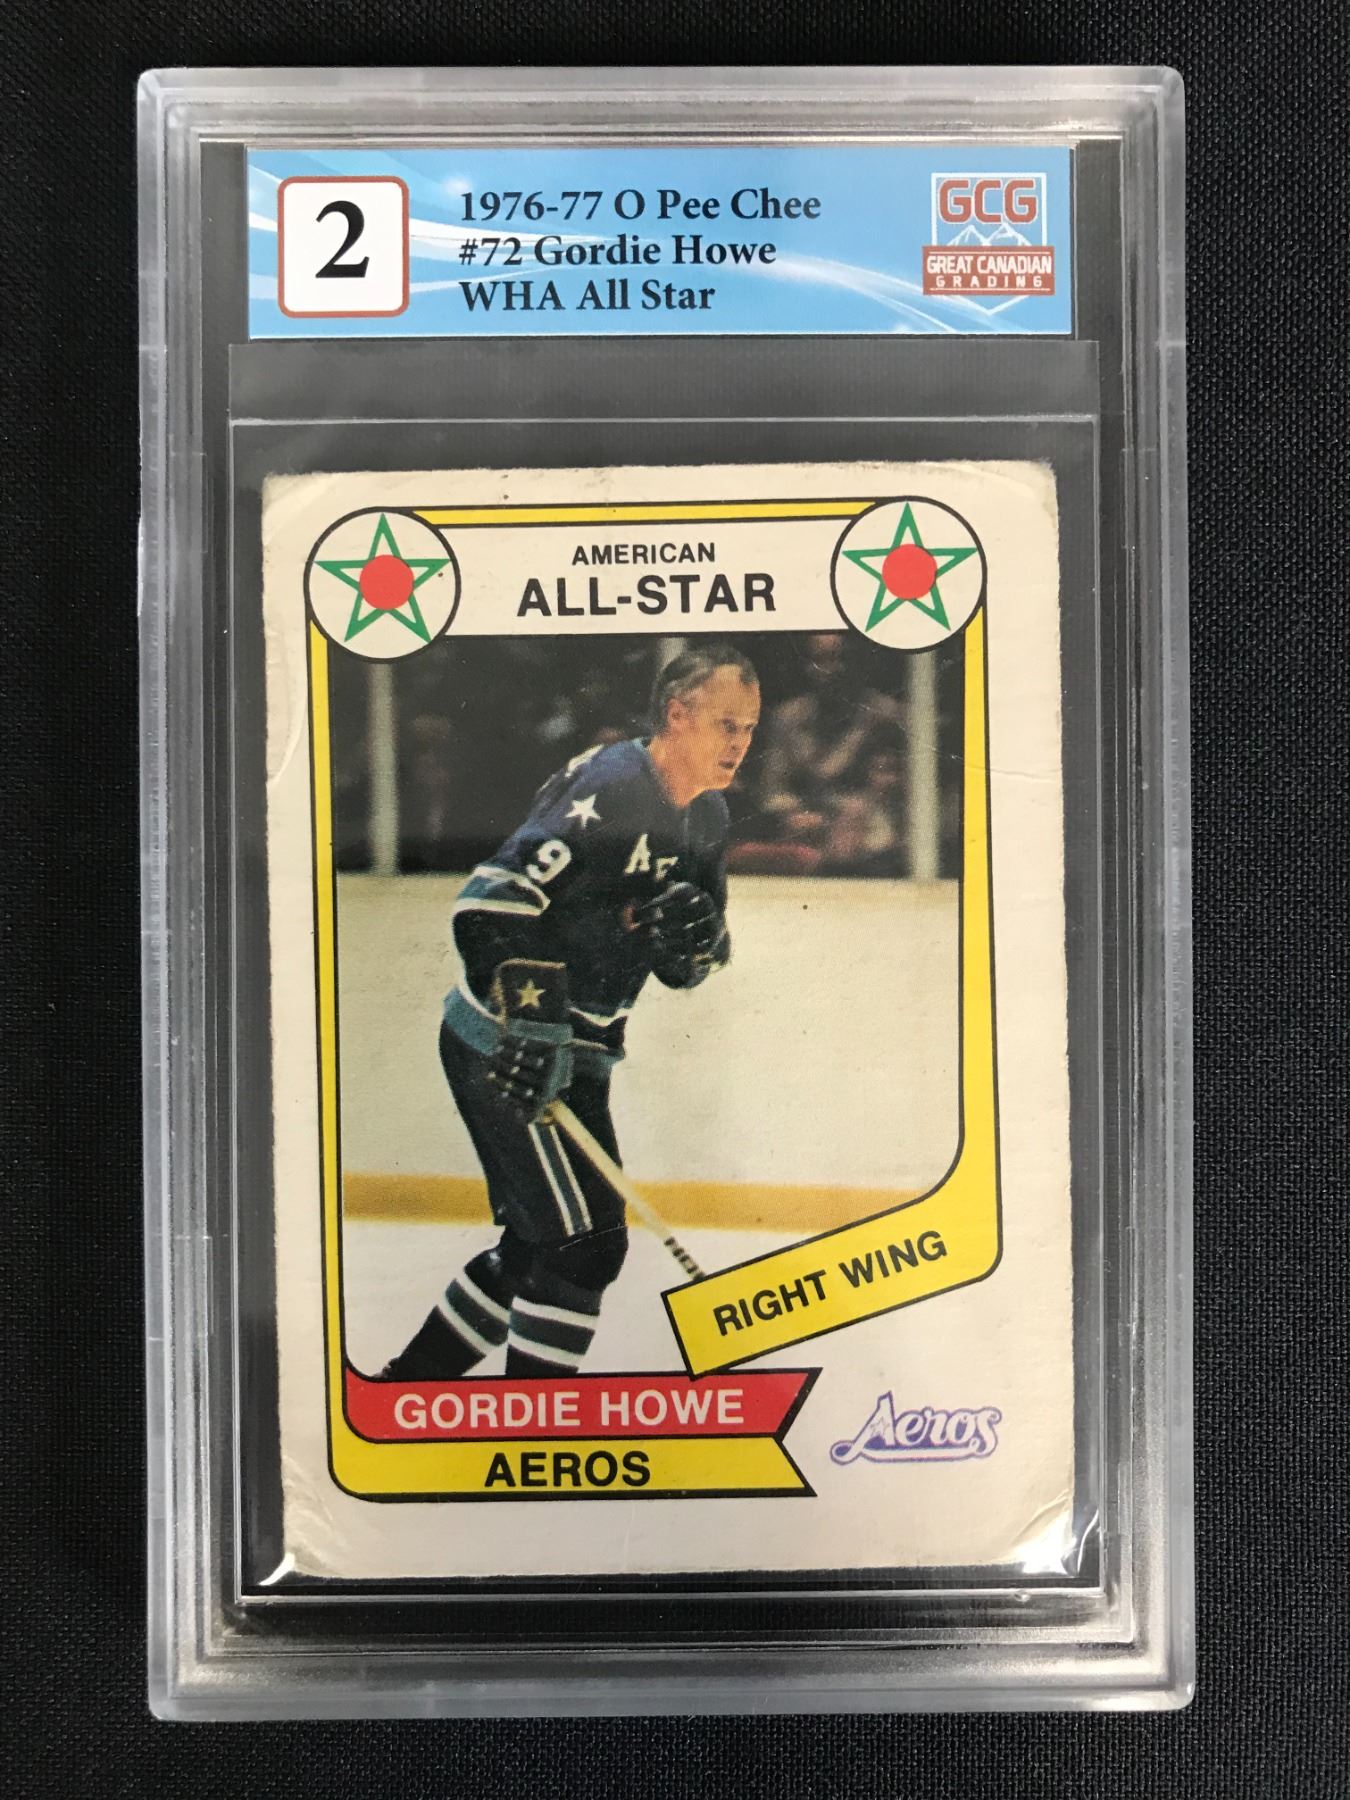 2
1976-77 O Pee Chee
#72 Gordie Howe
WHA All Star
GCG
GREAT CANADIAN
GRADING
AMERICAN
ALL-STAR
9
RIGHT WING
GORDIE HOWE
AEROS
Aeros